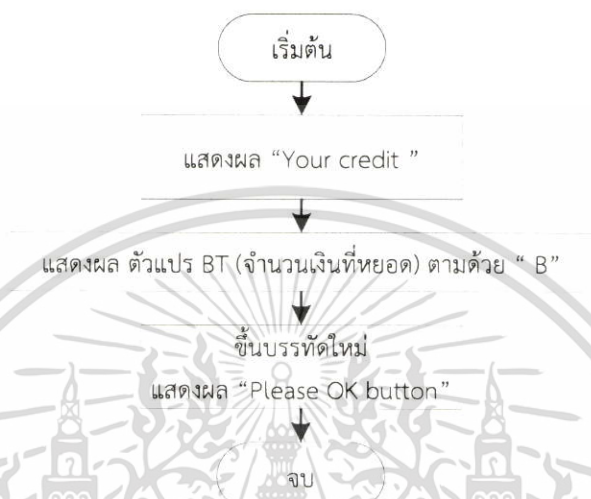 เริ่มต้น
แสดงผล “Your credit ”
แสดงผล ตัวแปร BT (จำนวนเงินที่หยอด) ตามด้วย “ B”
ขึ้นบรรทัดใหม่
แสดงผล “Please OK button”
จบ